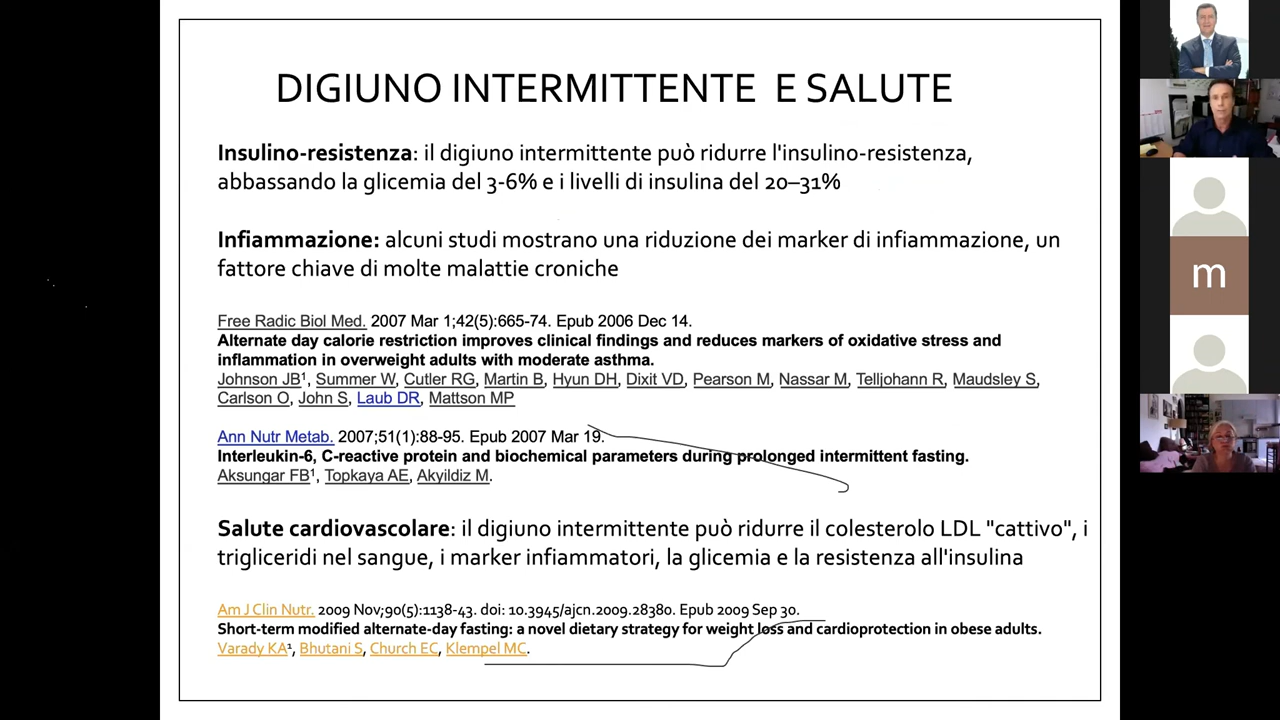 DIGIUNO INTERMITTENTE E SALUTE
Insulino-resistenza: il digiuno intermittente può ridurre l'insulino-resistenza,
abbassando la glicemia del 3-6% e i livelli di insulina del 20–31%
Infiammazione: alcuni studi mostrano una riduzione dei marker di infiammazione, un
fattore chiave di molte malattie croniche
Free Radic Biol Med. 2007 Mar 1;42(5):665-74. Epub 2006 Dec 14.
Alternate day calorie restriction improves clinical findings and reduces markers of oxidative stress and
inflammation in overweight adults with moderate asthma.
Johnson JB¹, Summer W, Cutler RG, Martin B, Hyun DH, Dixit VD, Pearson M, Nassar M, Telljohann R, Maudsley S,
Carlson O, John S, Laub DR, Mattson MP
Ann Nutr Metab. 2007;51(1):88-95. Epub 2007 Mar 19.
Interleukin-6, C-reactive protein and biochemical parameters during prolonged intermittent fasting.
Aksungar FB¹, Topkaya AE, Akyildiz M.
Salute cardiovascolare: il digiuno intermittente può ridurre il colesterolo LDL "cattivo", i
trigliceridi nel sangue, i marker infiammatori, la glicemia e la resistenza all'insulina
Am J Clin Nutr. 2009 Nov;90(5):1138-43. doi: 10.3945/ajcn.2009.28380. Epub 2009 Sep 30.
Short-term modified alternate-day fasting: a novel dietary strategy for weight loss and cardioprotection in obese adults.
Varady KA¹, Bhutani S, Church EC, Klempel MC.
m